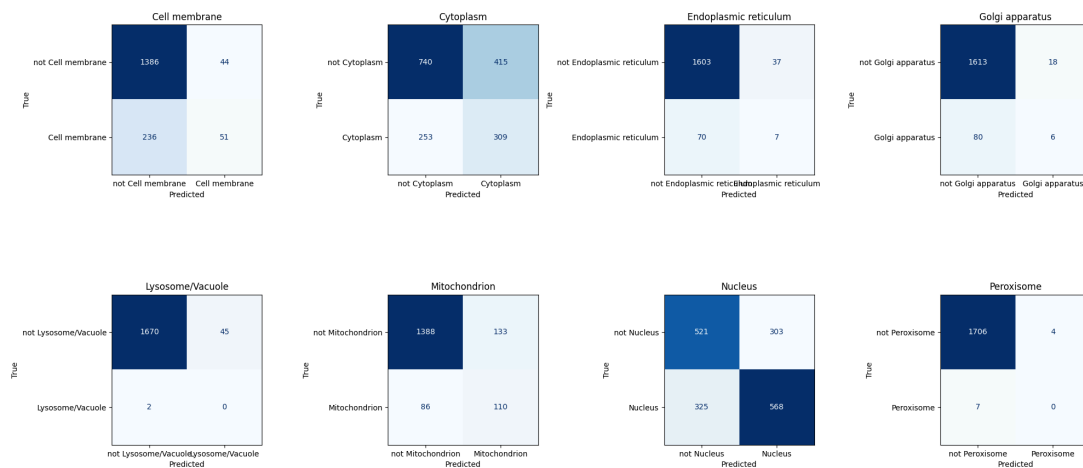 Cell membrane
Cytoplasm
Endoplasmic reticulum
Golgi apparatus
not Cell membrane 1386 44
not Cytoplasm 740 415
not Endoplasmic reticulum 1603 37
not Golgi apparatus 1613 18
True
True
True
True
Cell membrane 236 51
Cytoplasm 253 309
Endoplasmic reticulum 70 7
Golgi apparatus 80 6
not Cell membrane Cell membrane
not Cytoplasm Cytoplasm
not Endoplasmic reticulum Endoplasmic reticulum
not Golgi apparatus Golgi apparatus
Predicted
Predicted
Predicted
Predicted
Lysosome/Vacuole
Mitochondrion
Nucleus
Peroxisome
not Lysosome/Vacuole 1670 45
not Mitochondrion 1388 133
not Nucleus 521 303
not Peroxisome 1706 4
True
True
True
True
Lysosome/Vacuole 2 0
Mitochondrion 86 110
Nucleus 325 568
Peroxisome 7 0
not Lysosome/Vacuole Lysosome/Vacuole
not Mitochondrion Mitochondrion
not Nucleus Nucleus
not Peroxisome Peroxisome
Predicted
Predicted
Predicted
Predicted